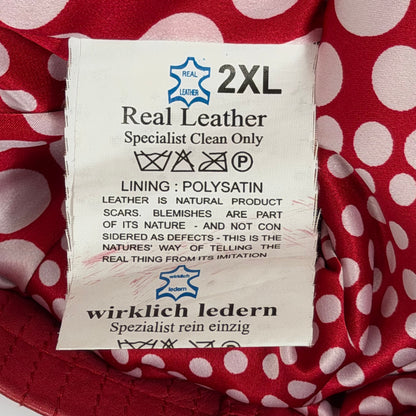 REAL
LEATHER
2XL
Real Leather
Specialist Clean Only
P
LINING : POLYSATIN
LEATHER IS NATURAL PRODUCT
SCARS. BLEMISHES ARE PART
OF ITS NATURE - AND NOT CON
SIDERED AS DEFECTS - THIS IS THE
NATURES' WAY OF TELLING THE
REAL THING FROM ITS IMITATION
wirklich
ledern
wirklich ledern
Spezialist rein einzig